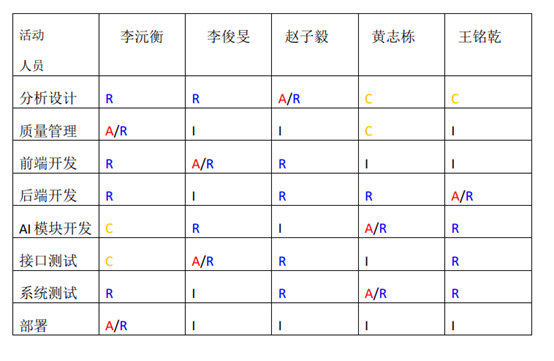 活动 李沅衡 李俊旻 赵子毅 黄志栋 王铭乾
人员
分析设计 R R A/R C C
质量管理 A/R I I C I
前端开发 R A/R R I I
后端开发 R I R R A/R
AI 模块开发 C R I A/R R
接口测试 C A/R R I R
系统测试 R I R A/R R
部署 A/R I I I I